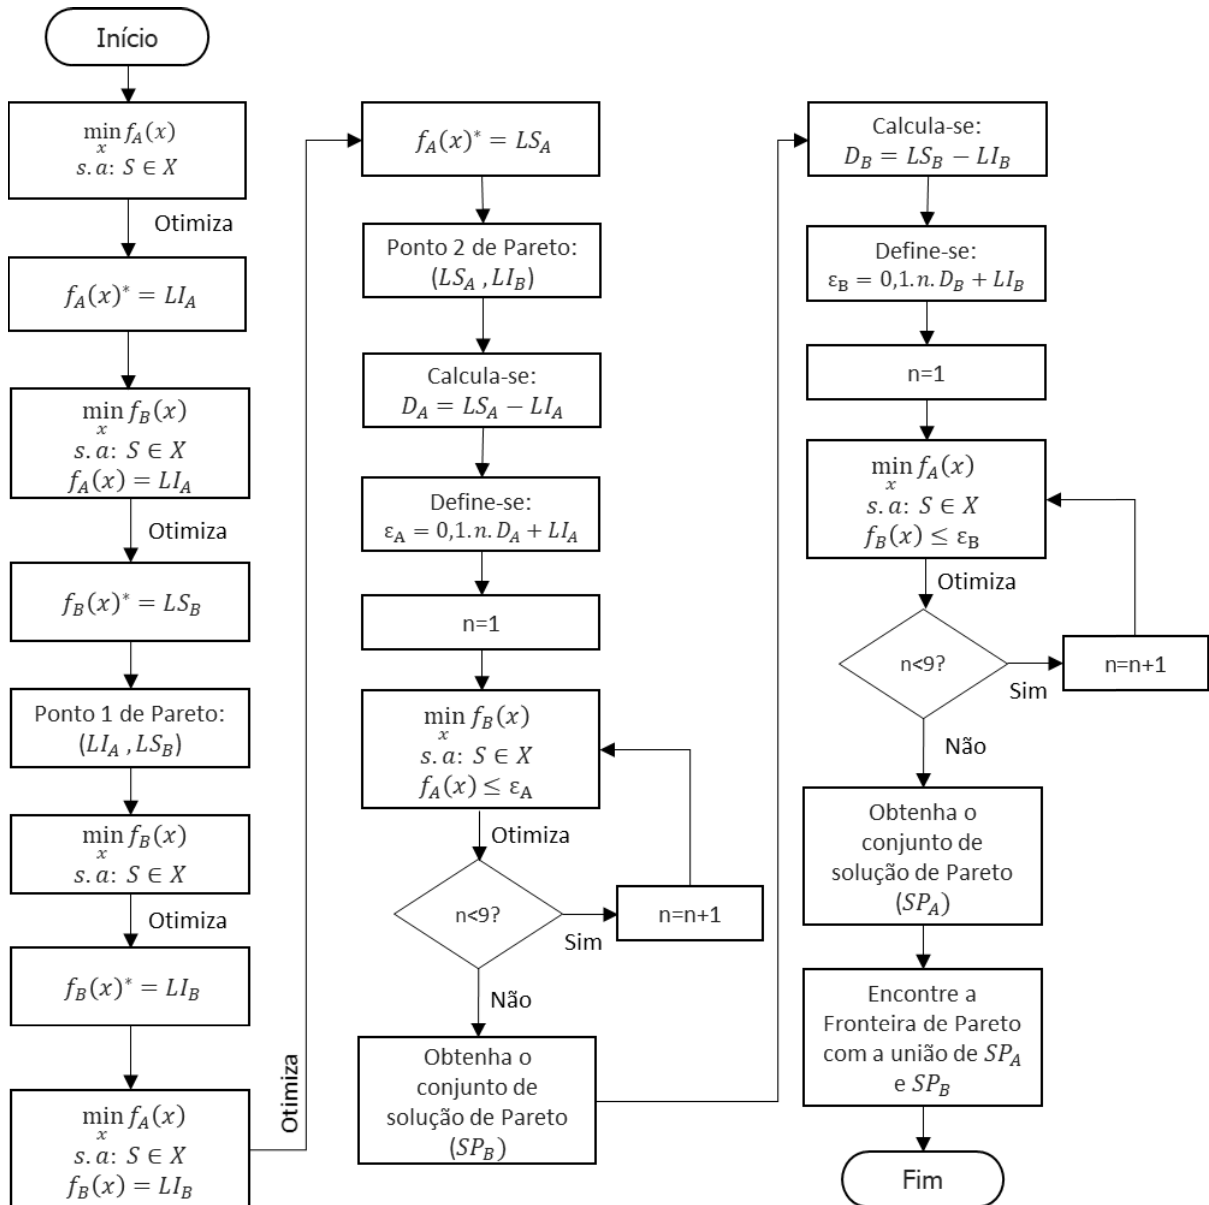 Início
min f_A(x)
x
s. a: S ∈ X
Otimiza
f_A(x)* = LI_A
min f_B(x)
x
s. a: S ∈ X
f_A(x) = LI_A
Otimiza
f_B(x)* = LS_B
Ponto 1 de Pareto:
(LI_A , LS_B)
min f_B(x)
x
s. a: S ∈ X
Otimiza
f_B(x)* = LI_B
min f_A(x)
x
s. a: S ∈ X
f_B(x) = LI_B
Otimiza
f_A(x)* = LS_A
Ponto 2 de Pareto:
(LS_A , LI_B)
Calcula-se:
D_A = LS_A − LI_A
Define-se:
ε_A = 0,1. n. D_A + LI_A
n=1
min f_B(x)
x
s. a: S ∈ X
f_A(x) ≤ ε_A
Otimiza
n<9?
Sim
n=n+1
Não
Obtenha o
conjunto de
solução de Pareto
(SP_B)
Calcula-se:
D_B = LS_B − LI_B
Define-se:
ε_B = 0,1. n. D_B + LI_B
n=1
min f_A(x)
x
s. a: S ∈ X
f_B(x) ≤ ε_B
Otimiza
n<9?
Sim
n=n+1
Não
Obtenha o
conjunto de
solução de Pareto
(SP_A)
Encontre a
Fronteira de Pareto
com a união de SP_A
e SP_B
Fim